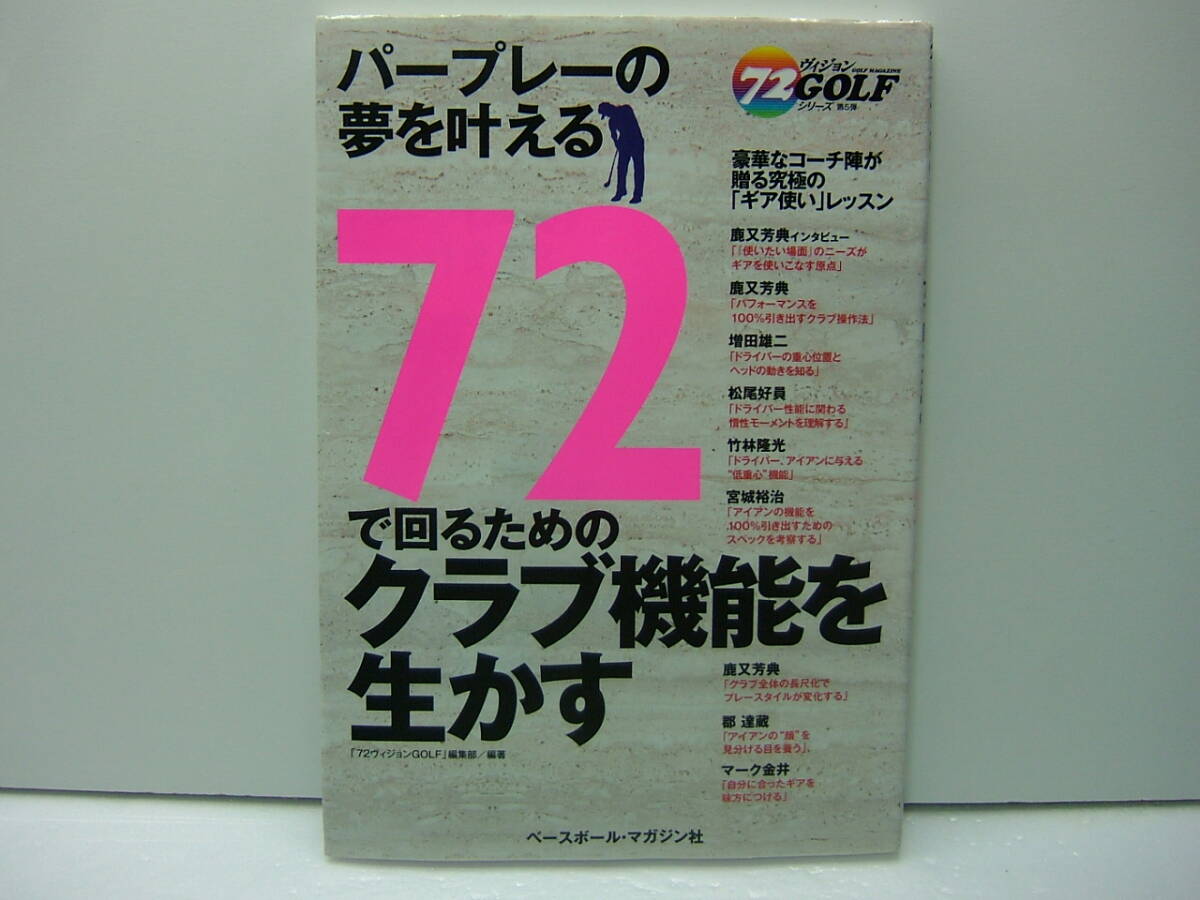 パープレーの
夢を叶える
72
で回るための
クラブ機能を
生かす
「72ヴィジョンGOLF」編集部／編著
72
ヴィジョン
GOLF MAGAZINE
GOLF
シリーズ 第5弾
豪華なコーチ陣が
贈る究極の
「ギア使い」レッスン
鹿又芳典インタビュー
「『使いたい場面』のニーズが
ギアを使いこなす原点」
鹿又芳典
「パフォーマンスを
100%引き出すクラブ操作法」
増田雄二
「ドライバーの重心位置と
ヘッドの動きを知る」
松尾好員
「ドライバー性能に関わる
慣性モーメントを理解する」
竹林隆光
「ドライバー、アイアンに与える
“低重心”機能」
宮城裕治
「アイアンの機能を
100%引き出すための
スペックを考察する」
鹿又芳典
「クラブ全体の長尺化で
プレースタイルが変化する」
郡 達蔵
「アイアンの“顔”を
見分ける目を養う」
マーク金井
「自分に合ったギアを
味方につける」
ベースボール・マガジン社